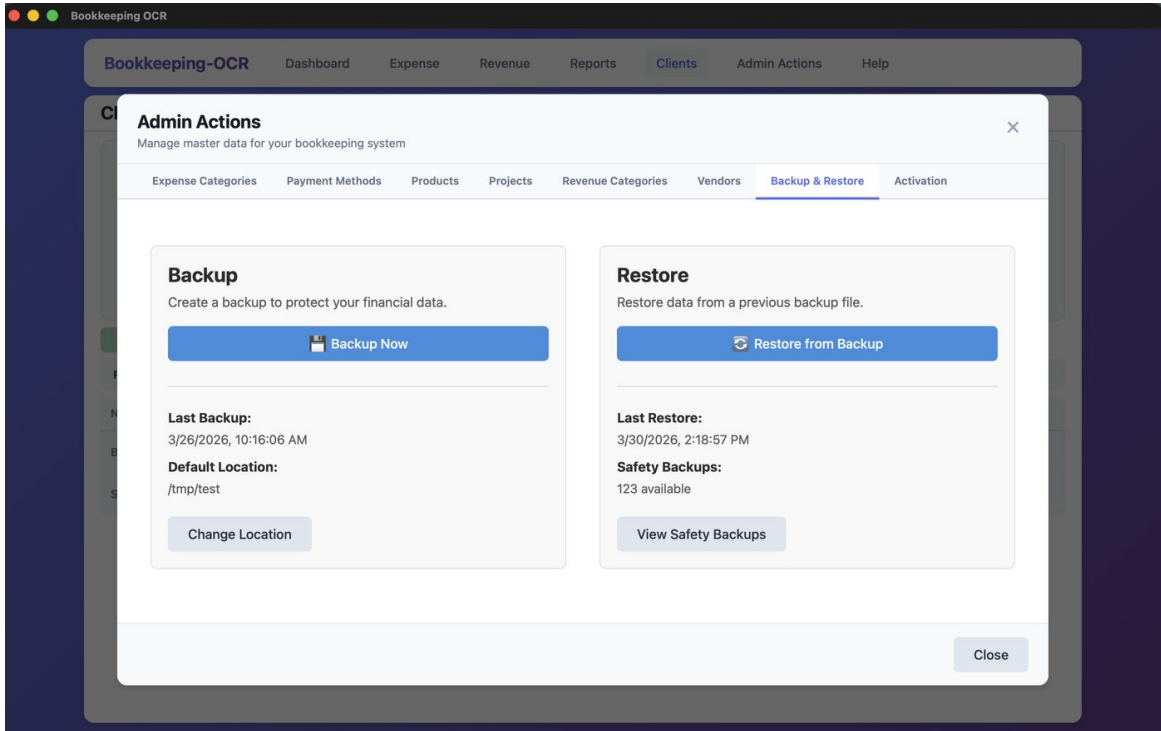 Bookkeeping OCR
Bookkeeping-OCR Dashboard Expense Revenue Reports Clients Admin Actions Help
Admin Actions
Manage master data for your bookkeeping system
Expense Categories Payment Methods Products Projects Revenue Categories Vendors Backup & Restore Activation
Backup
Create a backup to protect your financial data.
💾 Backup Now
Last Backup:
3/26/2026, 10:16:06 AM
Default Location:
/tmp/test
Change Location
Restore
Restore data from a previous backup file.
Restore from Backup
Last Restore:
3/30/2026, 2:18:57 PM
Safety Backups:
123 available
View Safety Backups
Close